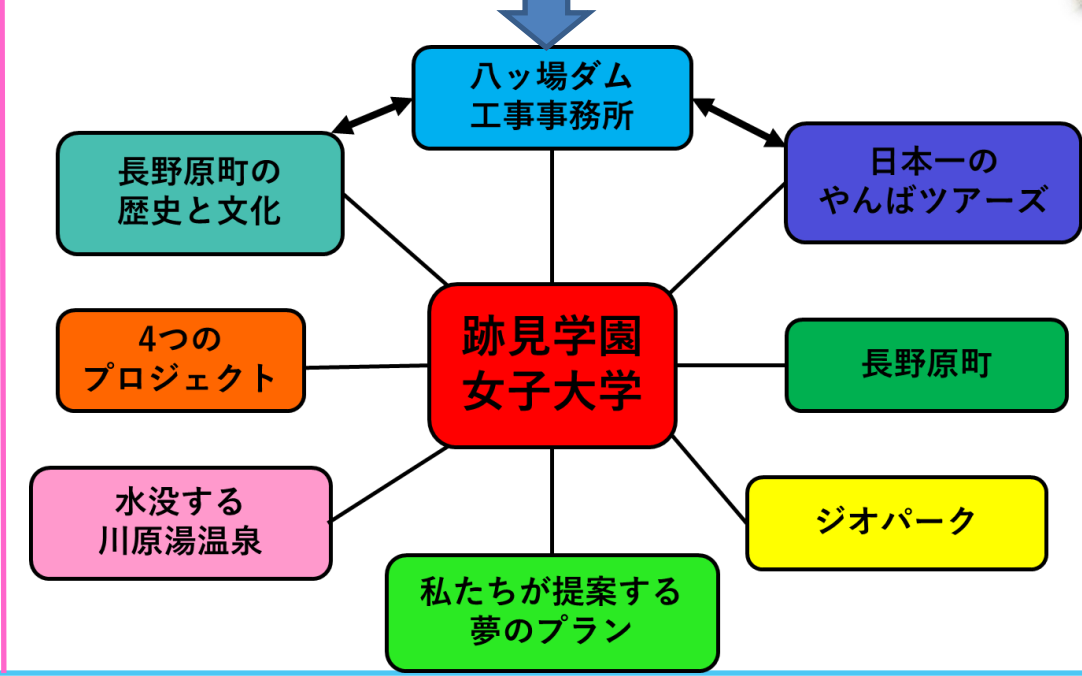 八ッ場ダム
工事事務所
長野原町の
歴史と文化
日本一の
やんばツアーズ
跡見学園
女子大学
4つの
プロジェクト
長野原町
水没する
川原湯温泉
ジオパーク
私たちが提案する
夢のプラン